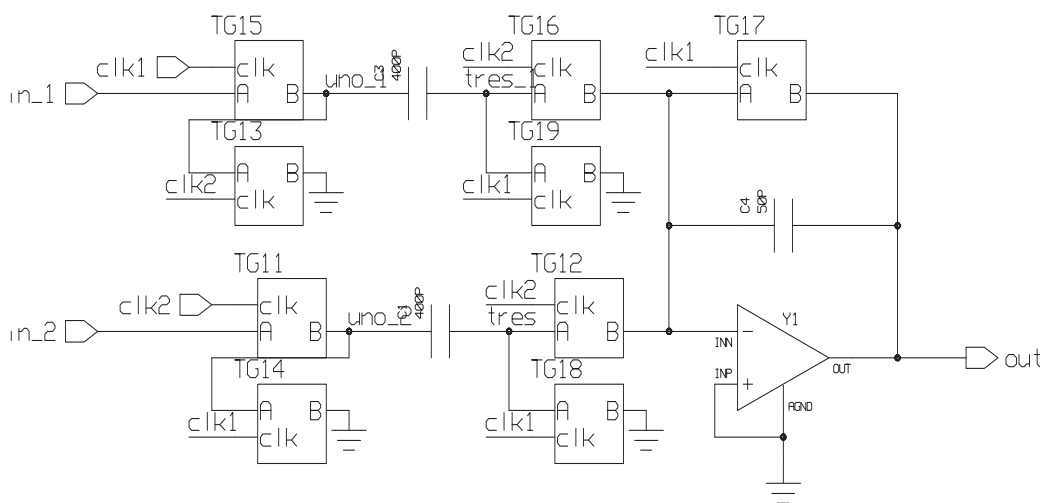 TG15
TG16
TG17
clk1
clk
clk2
clk
clk1
clk
in_1
A
B
uno_1
C3
400P
tres_1
A
B
A
B
TG13
TG19
A
B
A
B
clk2
clk
clk1
clk
C4
50P
TG11
TG12
clk2
clk
clk2
clk
in_2
A
B
uno_2
C1
400P
tres
A
B
Y1
INN
-
TG14
TG18
INP
+
OUT
out
A
B
A
B
AGND
clk1
clk
clk1
clk